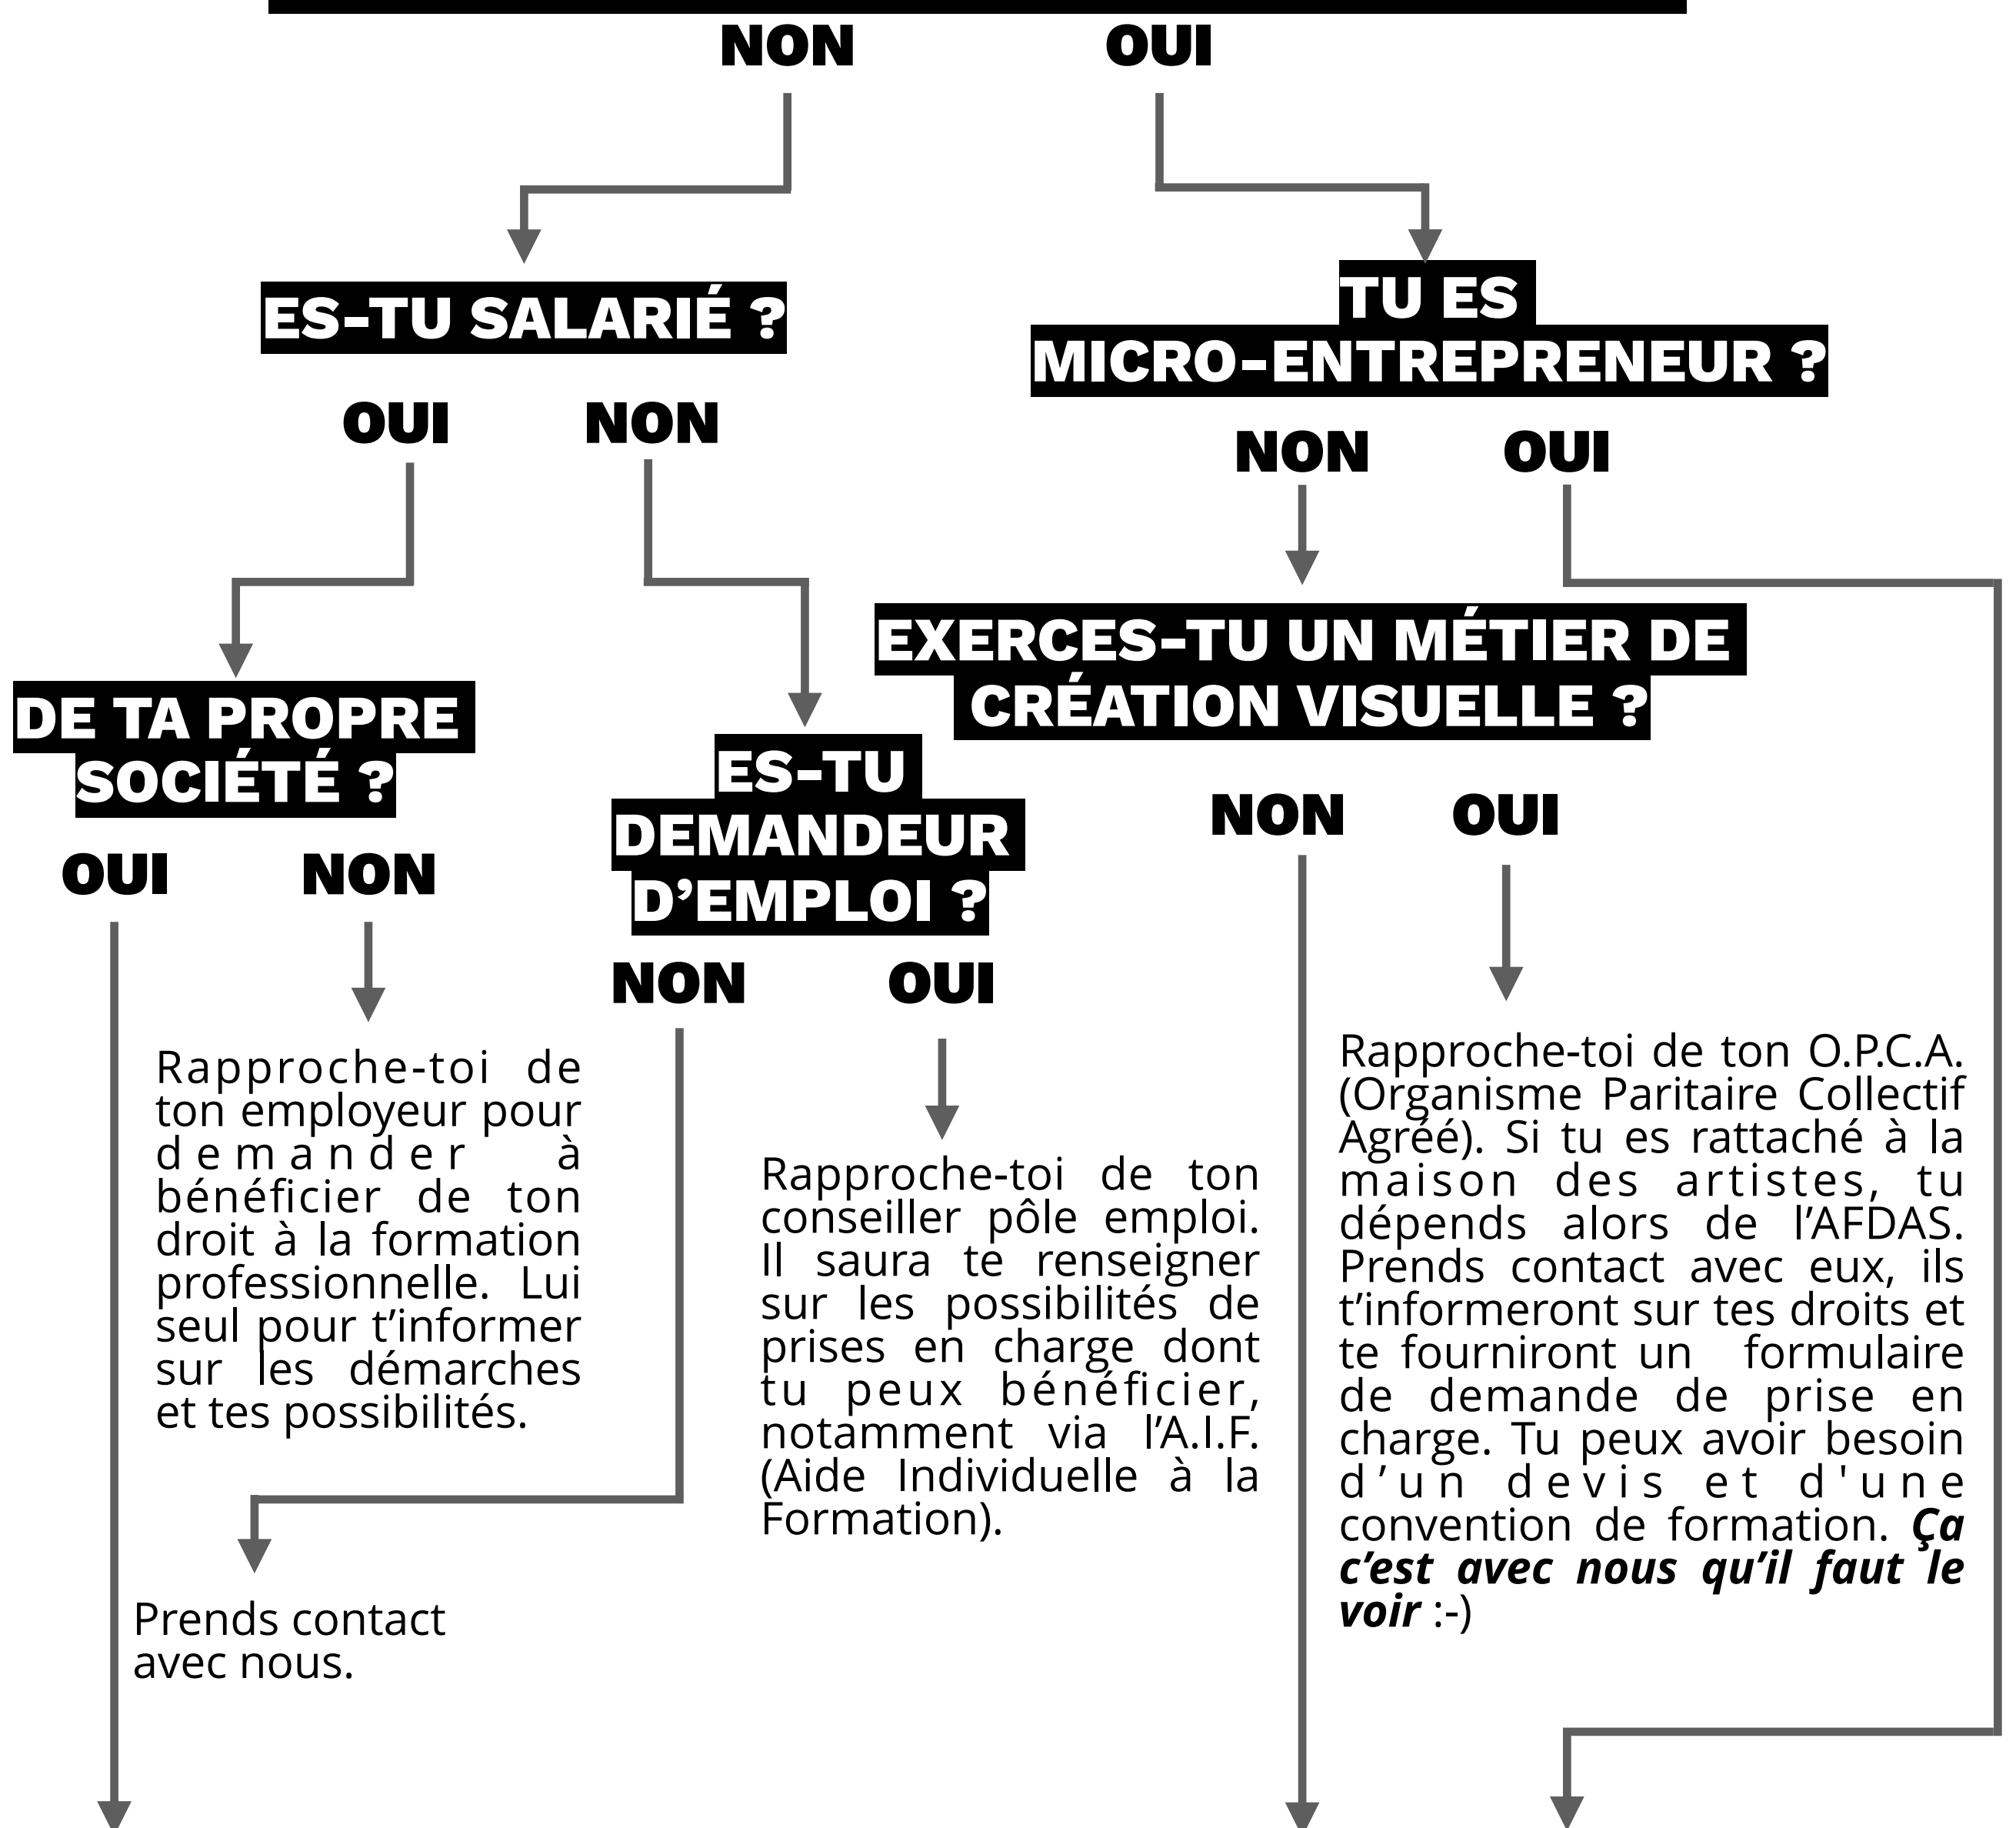 NON
OUI
ES-TU SALARIÉ ?
TU ES
MICRO-ENTREPRENEUR ?
OUI
NON
NON
OUI
DE TA PROPRE
SOCIÉTÉ ?
OUI
NON
ES-TU
DEMANDEUR
D’EMPLOI ?
NON
OUI
EXERCES-TU UN MÉTIER DE
CRÉATION VISUELLE ?
NON
OUI
Rapproche-toi de
ton employeur pour
demander à
bénéficier de ton
droit à la formation
professionnelle. Lui
seul pour t’informer
sur les démarches
et tes possibilités.
Prends contact
avec nous.
Rapproche-toi de ton
conseiller pôle emploi.
Il saura te renseigner
sur les possibilités de
prises en charge dont
tu peux bénéficier,
notamment via l’A.I.F.
(Aide Individuelle à la
Formation).
Rapproche-toi de ton O.P.C.A.
(Organisme Paritaire Collectif
Agréé). Si tu es rattaché à la
maison des artistes, tu
dépends alors de l’AFDAS.
Prends contact avec eux, ils
t’informeront sur tes droits et
te fourniront un formulaire
de demande de prise en
charge. Tu peux avoir besoin
d’un devis et d'une
convention de formation. Ça
c’est avec nous qu’il faut le
voir :-)